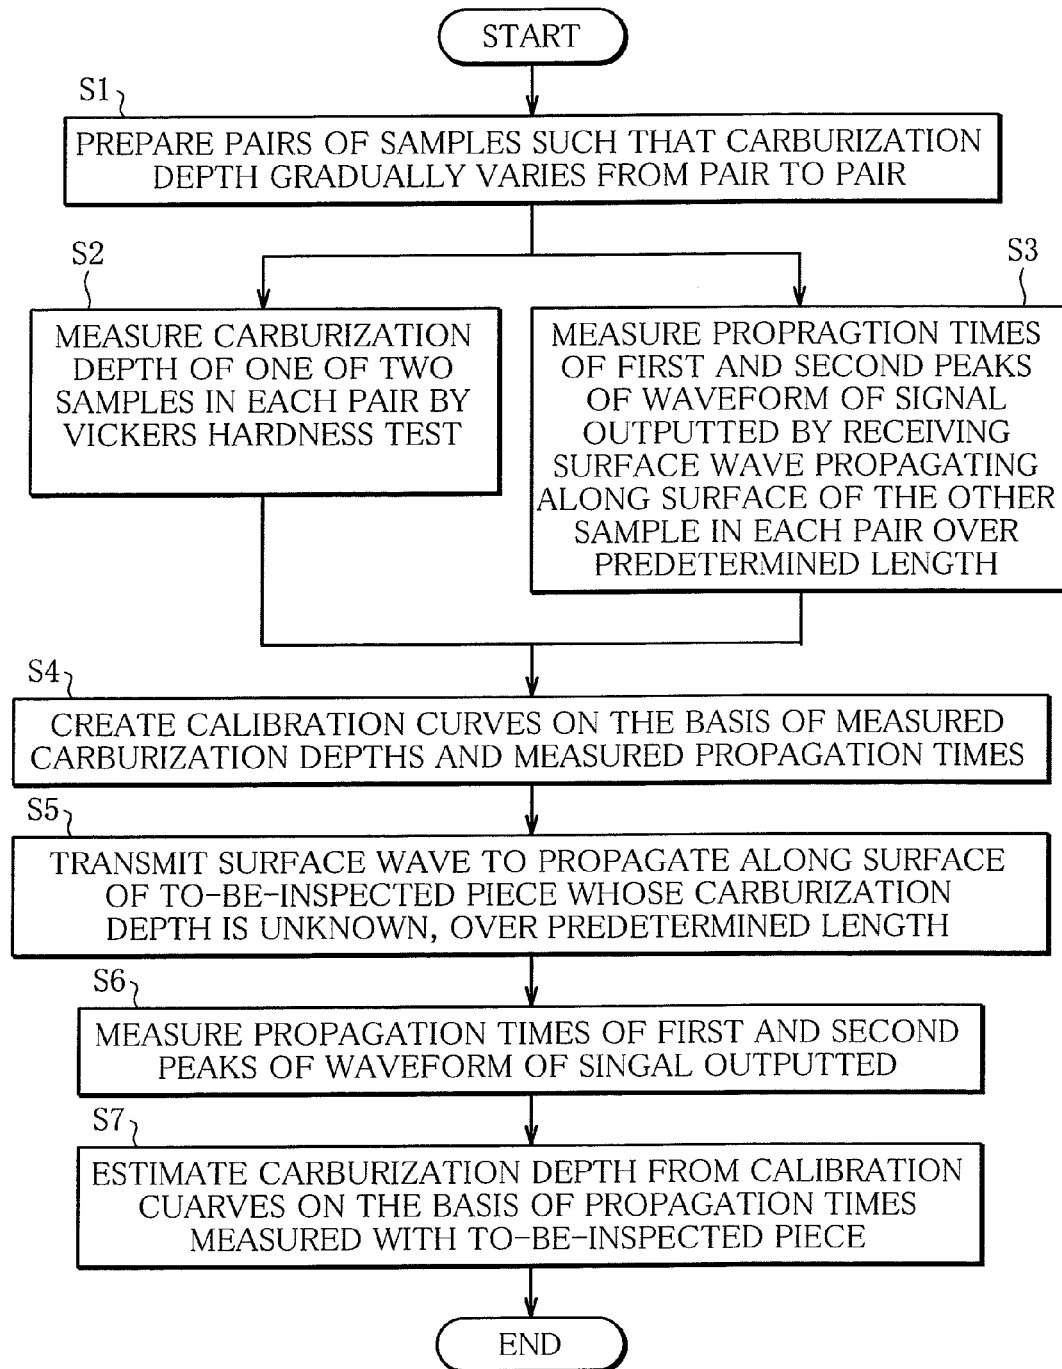 START
S1
PREPARE PAIRS OF SAMPLES SUCH THAT CARBURIZATION
DEPTH GRADUALLY VARIES FROM PAIR TO PAIR
S2
MEASURE CARBURIZATION
DEPTH OF ONE OF TWO
SAMPLES IN EACH PAIR BY
VICKERS HARDNESS TEST
S3
MEASURE PROPRAGTION TIMES
OF FIRST AND SECOND PEAKS
OF WAVEFORM OF SIGNAL
OUTPUTTED BY RECEIVING
SURFACE WAVE PROPAGATING
ALONG SURFACE OF THE OTHER
SAMPLE IN EACH PAIR OVER
PREDETERMINED LENGTH
S4
CREATE CALIBRATION CURVES ON THE BASIS OF MEASURED
CARBURIZATION DEPTHS AND MEASURED PROPAGATION TIMES
S5
TRANSMIT SURFACE WAVE TO PROPAGATE ALONG SURFACE
OF TO-BE-INSPECTED PIECE WHOSE CARBURIZATION
DEPTH IS UNKNOWN, OVER PREDETERMINED LENGTH
S6
MEASURE PROPAGATION TIMES OF FIRST AND SECOND
PEAKS OF WAVEFORM OF SINGAL OUTPUTTED
S7
ESTIMATE CARBURIZATION DEPTH FROM CALIBRATION
CUARVES ON THE BASIS OF PROPAGATION TIMES
MEASURED WITH TO-BE-INSPECTED PIECE
END